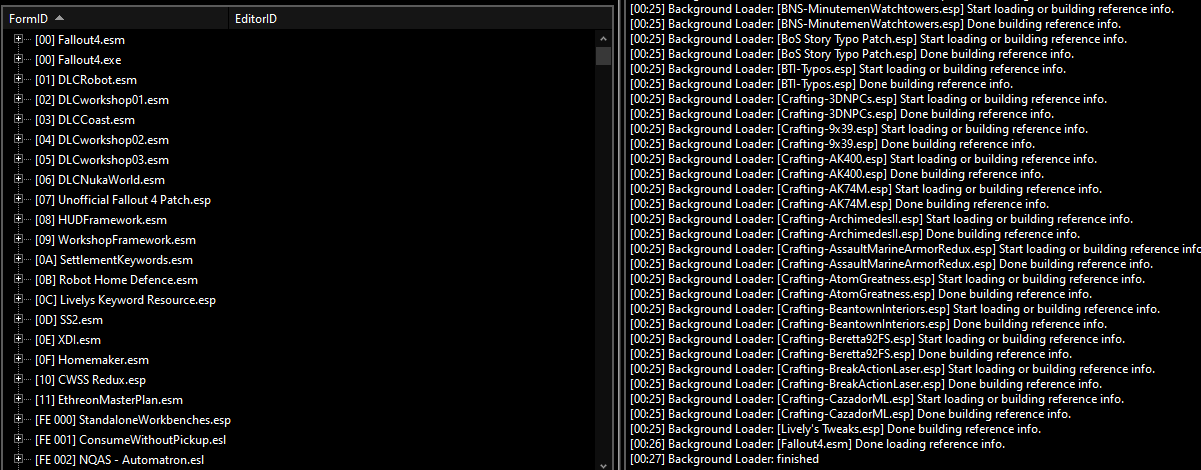 FormID EditorID
[00] Fallout4.esm
[00] Fallout4.exe
[01] DLCRobot.esm
[02] DLCworkshop01.esm
[03] DLCCoast.esm
[04] DLCworkshop02.esm
[05] DLCworkshop03.esm
[06] DLCNukaWorld.esm
[07] Unofficial Fallout 4 Patch.esp
[08] HUDFramework.esm
[09] WorkshopFramework.esm
[0A] SettlementKeywords.esm
[0B] Robot Home Defence.esm
[0C] Livelys Keyword Resource.esp
[0D] SS2.esm
[0E] XDI.esm
[0F] Homemaker.esm
[10] CWSS Redux.esp
[11] EthreonMasterPlan.esm
[FE 000] StandaloneWorkbenches.esp
[FE 001] ConsumeWithoutPickup.esl
[FE 002] NQAS - Automatron.esl
[00:25] Background Loader: [BNS-MinutemenWatchtowers.esp] Start loading or building reference info.
[00:25] Background Loader: [BNS-MinutemenWatchtowers.esp] Done building reference info.
[00:25] Background Loader: [BoS Story Typo Patch.esp] Start loading or building reference info.
[00:25] Background Loader: [BoS Story Typo Patch.esp] Done building reference info.
[00:25] Background Loader: [BTI-Typos.esp] Start loading or building reference info.
[00:25] Background Loader: [BTI-Typos.esp] Done building reference info.
[00:25] Background Loader: [Crafting-3DNPCs.esp] Start loading or building reference info.
[00:25] Background Loader: [Crafting-3DNPCs.esp] Done building reference info.
[00:25] Background Loader: [Crafting-9x39.esp] Start loading or building reference info.
[00:25] Background Loader: [Crafting-9x39.esp] Done building reference info.
[00:25] Background Loader: [Crafting-AK400.esp] Start loading or building reference info.
[00:25] Background Loader: [Crafting-AK400.esp] Done building reference info.
[00:25] Background Loader: [Crafting-AK74M.esp] Start loading or building reference info.
[00:25] Background Loader: [Crafting-AK74M.esp] Done building reference info.
[00:25] Background Loader: [Crafting-ArchimedesII.esp] Start loading or building reference info.
[00:25] Background Loader: [Crafting-ArchimedesII.esp] Done building reference info.
[00:25] Background Loader: [Crafting-AssaultMarineArmorRedux.esp] Start loading or building reference info
[00:25] Background Loader: [Crafting-AssaultMarineArmorRedux.esp] Done building reference info.
[00:25] Background Loader: [Crafting-AtomGreatness.esp] Start loading or building reference info.
[00:25] Background Loader: [Crafting-AtomGreatness.esp] Done building reference info.
[00:25] Background Loader: [Crafting-BeantownInteriors.esp] Start loading or building reference info.
[00:25] Background Loader: [Crafting-BeantownInteriors.esp] Done building reference info.
[00:25] Background Loader: [Crafting-Beretta92FS.esp] Start loading or building reference info.
[00:25] Background Loader: [Crafting-Beretta92FS.esp] Done building reference info.
[00:25] Background Loader: [Crafting-BreakActionLaser.esp] Start loading or building reference info.
[00:25] Background Loader: [Crafting-BreakActionLaser.esp] Done building reference info.
[00:25] Background Loader: [Crafting-CazadorML.esp] Start loading or building reference info.
[00:25] Background Loader: [Crafting-CazadorML.esp] Done building reference info.
[00:25] Background Loader: [Lively's Tweaks.esp] Done building reference info.
[00:26] Background Loader: [Fallout4.esm] Done loading reference info.
[00:27] Background Loader: finished